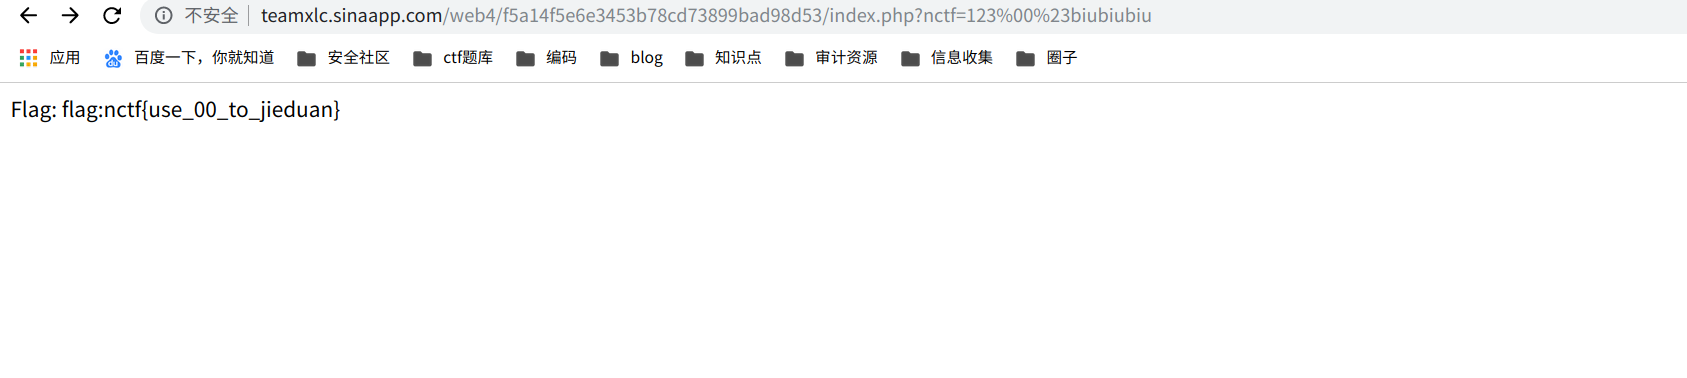 不安全 teamxlc.sinaapp.com/web4/f5a14f5e6e3453b78cd73899bad98d53/index.php?nctf=123%00%23biubiubiu
应用 百度一下，你就知道 安全社区 ctf题库 编码 blog 知识点 审计资源 信息收集 圈子
Flag: flag:nctf{use_00_to_jieduan}